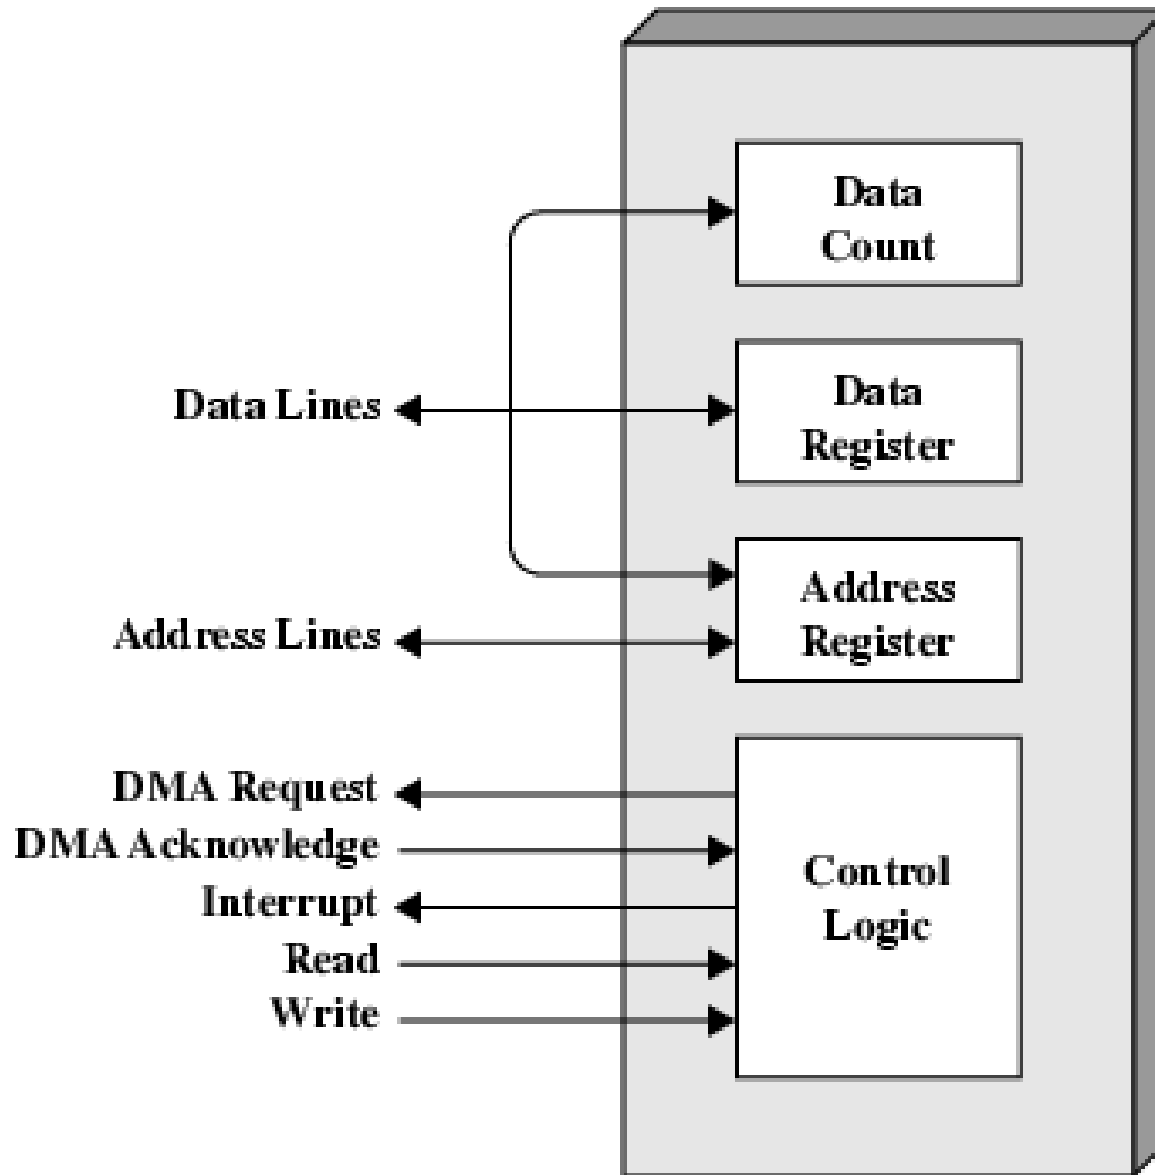 Data
Count
Data Lines
Data
Register
Address
Register
Address Lines
DMA Request
DMA Acknowledge
Interrupt
Read
Write
Control
Logic